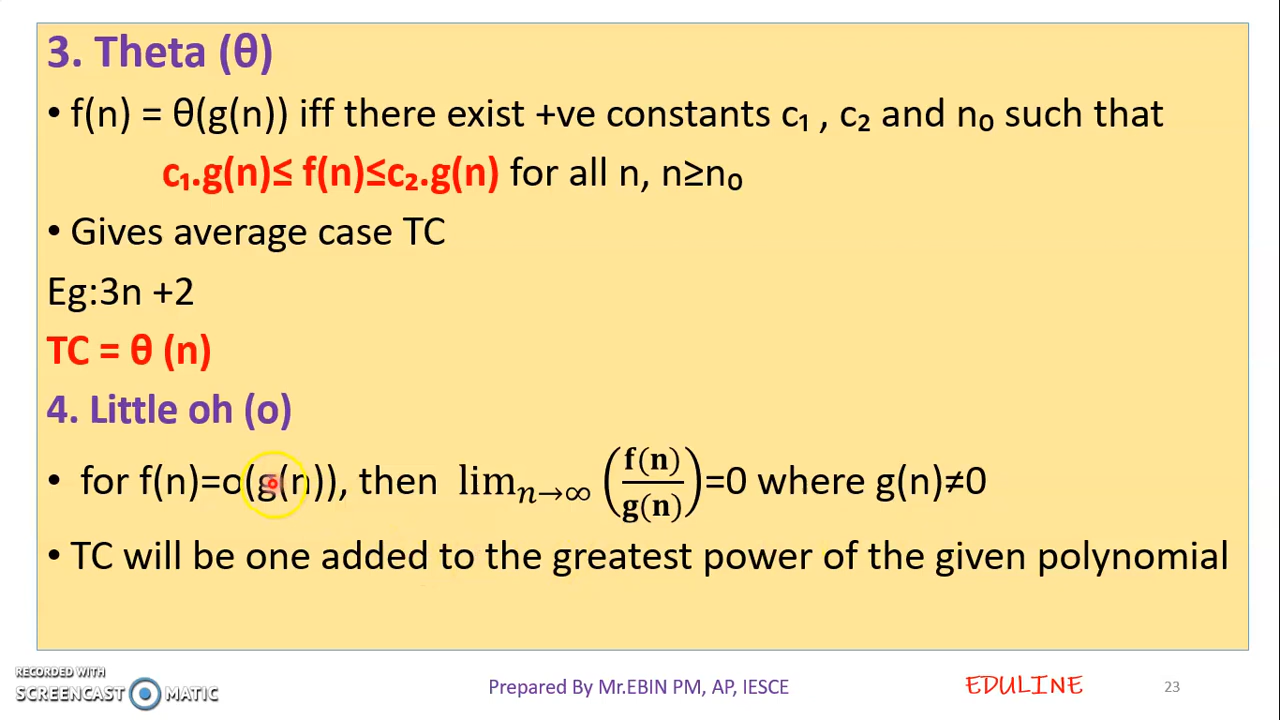 3. Theta (θ)
• f(n) = θ(g(n)) iff there exist +ve constants c₁ , c₂ and n₀ such that
c₁.g(n)≤ f(n)≤c₂.g(n) for all n, n≥n₀
• Gives average case TC
Eg:3n +2
TC = θ (n)
4. Little oh (o)
• for f(n)=o(g(n)), then lim n→∞ (f(n)/g(n))=0 where g(n)≠0
• TC will be one added to the greatest power of the given polynomial
RECORDED WITH
SCREENCAST MATIC
Prepared By Mr.EBIN PM, AP, IESCE
EDULINE
23